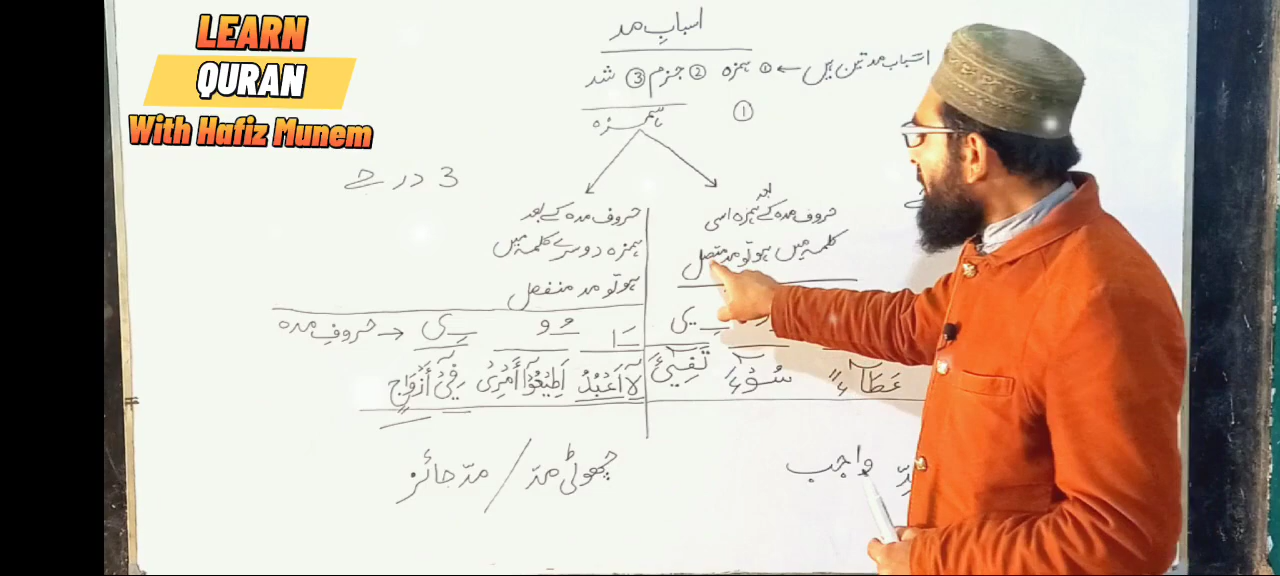 LEARN
QURAN
With Hafiz Munem
اسبابِ مد
اسباب مد تین ہیں ← ① ہمزہ ② جزم ③ شد
①
ہمزہ
3 درجے
حروف مدہ کے بعد ہمزہ اسی
کلمہ میں ہو تو مد متصل
حروف مدہ کے بعد
ہمزہ دوسرے کلمہ میں
ہو تو مد منفصل
ـِی
ـَا ـُو ـِی → حروفِ مدہ
عَطَآءً سُوْٓءَ تَفِیْٓئَ
لَآ اَعْبُدُ اَطِیْعُوْٓا اَمْرِیْ فِیْٓ اَزْوَاجٍ
واجب
چھوٹی مدّ / مدّ جائز